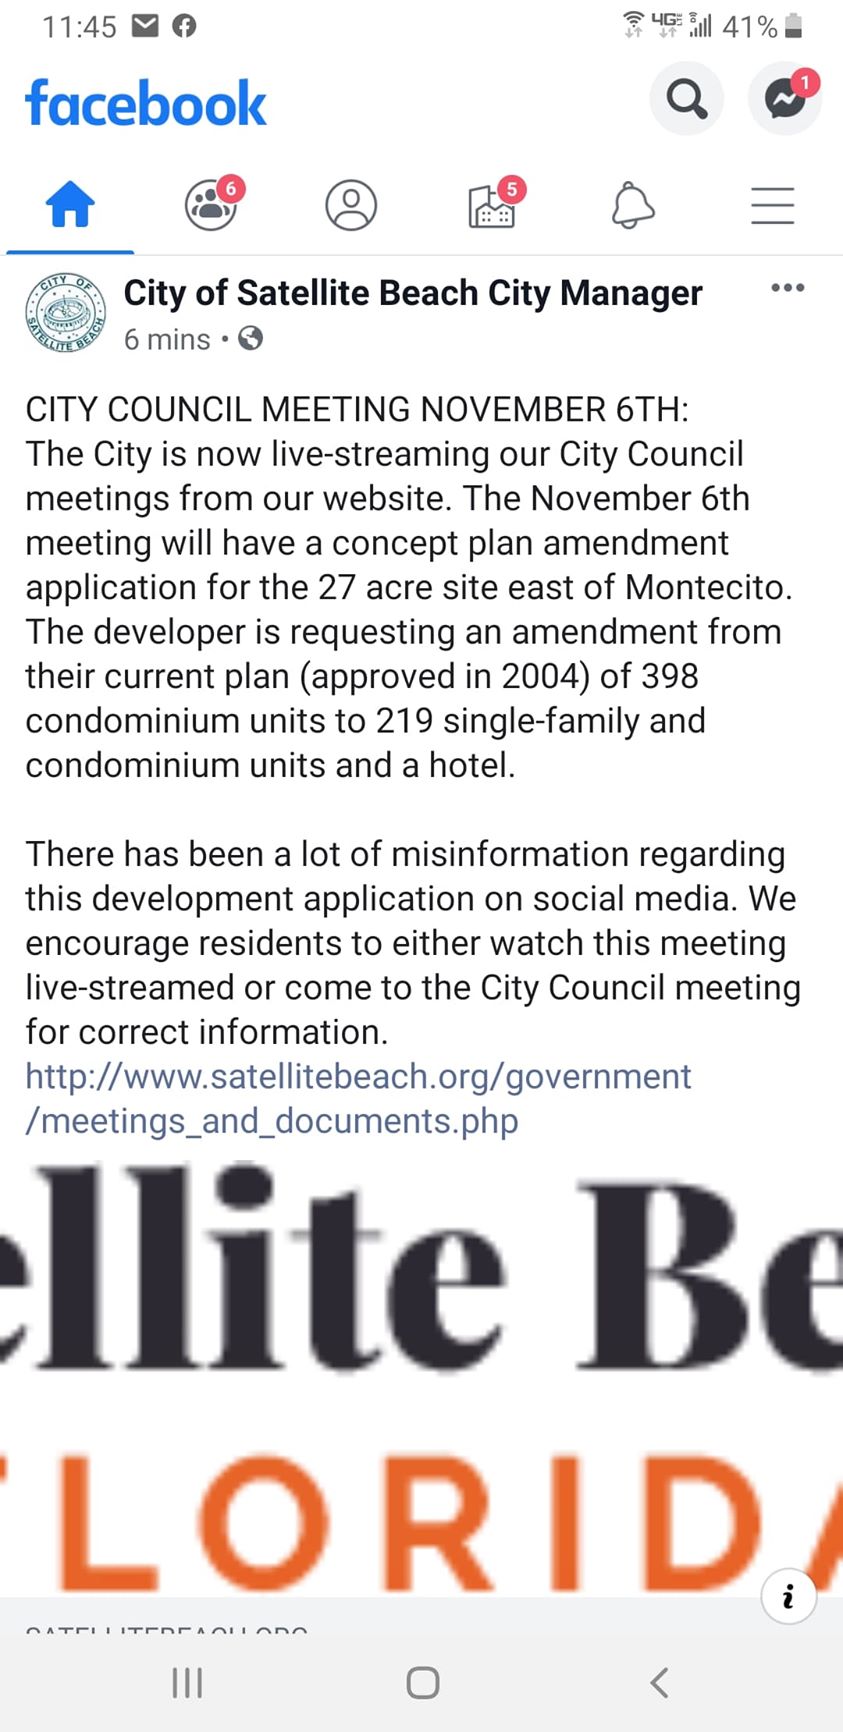 11:45 4G LTE 41%
facebook
1
6 5
CITY OF SATELLITE BEACH
City of Satellite Beach City Manager
6 mins •
CITY COUNCIL MEETING NOVEMBER 6TH:
The City is now live-streaming our City Council
meetings from our website. The November 6th
meeting will have a concept plan amendment
application for the 27 acre site east of Montecito.
The developer is requesting an amendment from
their current plan (approved in 2004) of 398
condominium units to 219 single-family and
condominium units and a hotel.
There has been a lot of misinformation regarding
this development application on social media. We
encourage residents to either watch this meeting
live-streamed or come to the City Council meeting
for correct information.
http://www.satellitebeach.org/government
/meetings_and_documents.php
ellite Be
LORIDA
i
SATELLITEBEACH.ORG